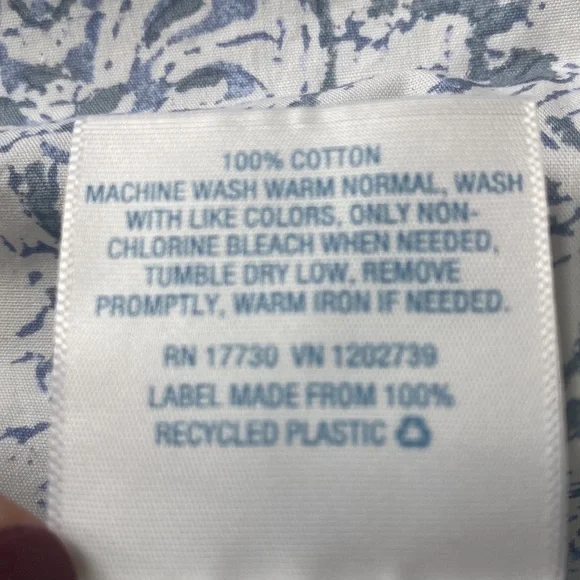 100% COTTON
MACHINE WASH WARM NORMAL, WASH
WITH LIKE COLORS, ONLY NON-
CHLORINE BLEACH WHEN NEEDED,
TUMBLE DRY LOW, REMOVE
PROMPTLY, WARM IRON IF NEEDED.
RN 17730 VN 1202739
LABEL MADE FROM 100%
RECYCLED PLASTIC